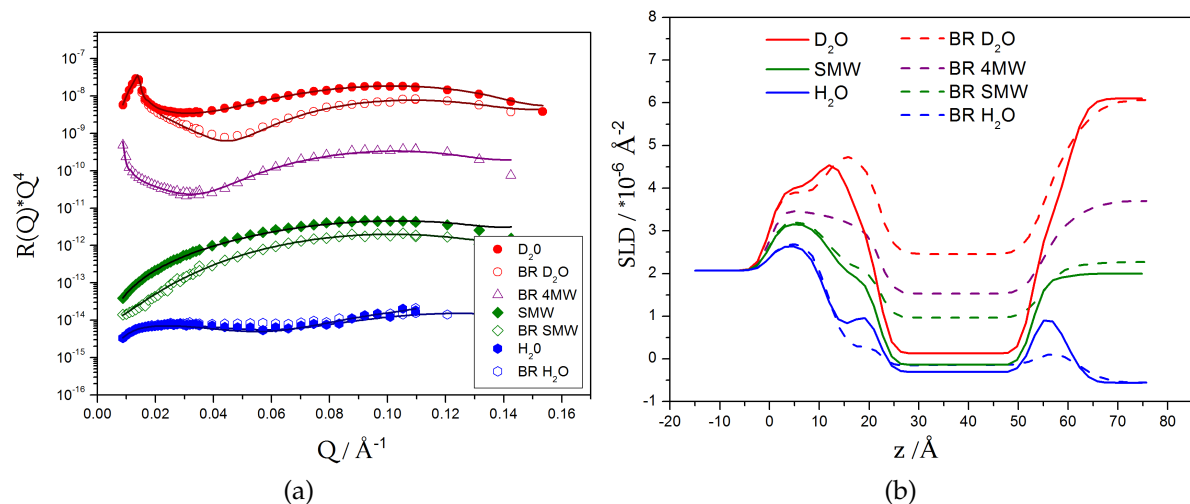 R(Q)*Q⁴
10⁻⁷
10⁻⁸
10⁻⁹
10⁻¹⁰
10⁻¹¹
10⁻¹²
10⁻¹³
10⁻¹⁴
10⁻¹⁵
10⁻¹⁶
0.00 0.02 0.04 0.06 0.08 0.10 0.12 0.14 0.16
Q / Å⁻¹
D₂0
BR D₂O
BR 4MW
SMW
BR SMW
H₂0
BR H₂O
(a)
SLD / *10⁻⁶ Å⁻²
8
7
6
5
4
3
2
1
0
-1
-20 -10 0 10 20 30 40 50 60 70 80 90
z /Å
D₂O
SMW
H₂O
BR D₂O
BR 4MW
BR SMW
BR H₂O
(b)